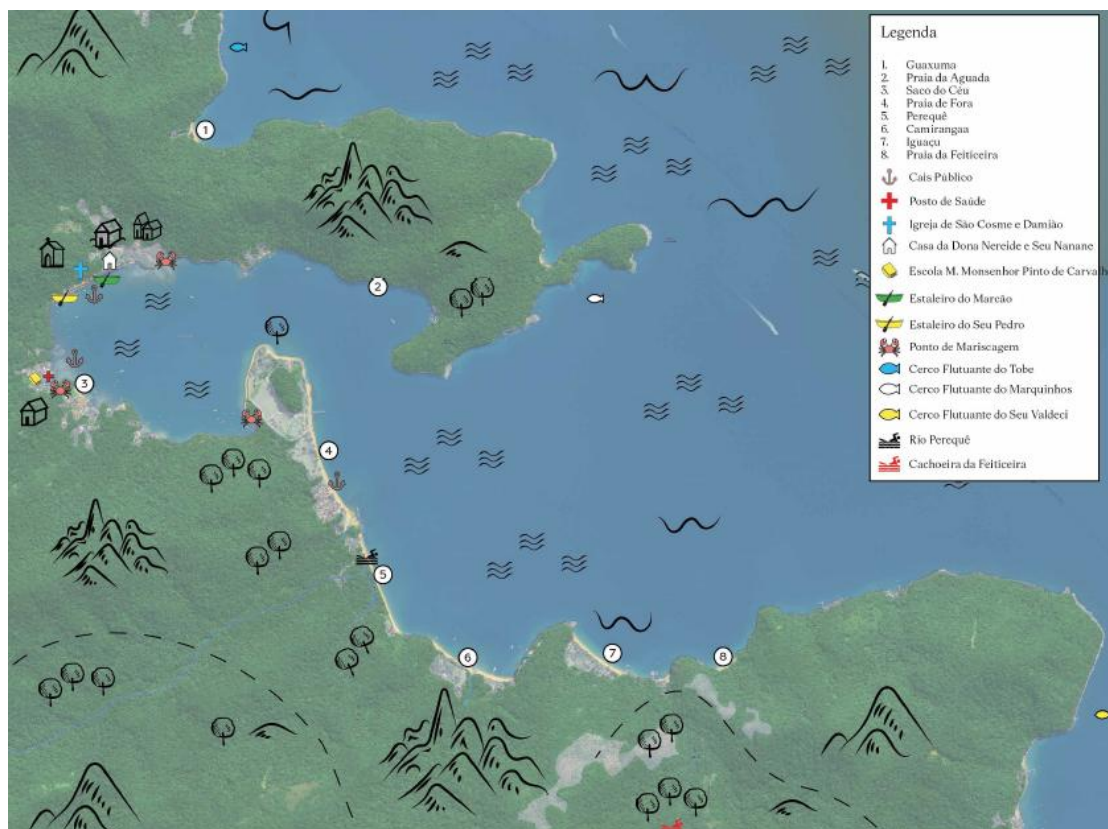 Legenda
1. Guaxuma
2. Praia da Aguada
3. Saco do Céu
4. Praia de Fora
5. Perequê
6. Camirangaa
7. Iguaçu
8. Praia da Feiticeira
Cais Público
Posto de Saúde
Igreja de São Cosme e Damião
Casa da Dona Nereide e Seu Nanane
Escola M. Monsenhor Pinto de Carvalho
Estaleiro do Marcão
Estaleiro do Seu Pedro
Ponto de Mariscagem
Cerco Flutuante do Tobe
Cerco Flutuante do Marquinhos
Cerco Flutuante do Seu Valdeci
Rio Perequê
Cachoeira da Feiticeira
1
2
3
4
5
6
7
8